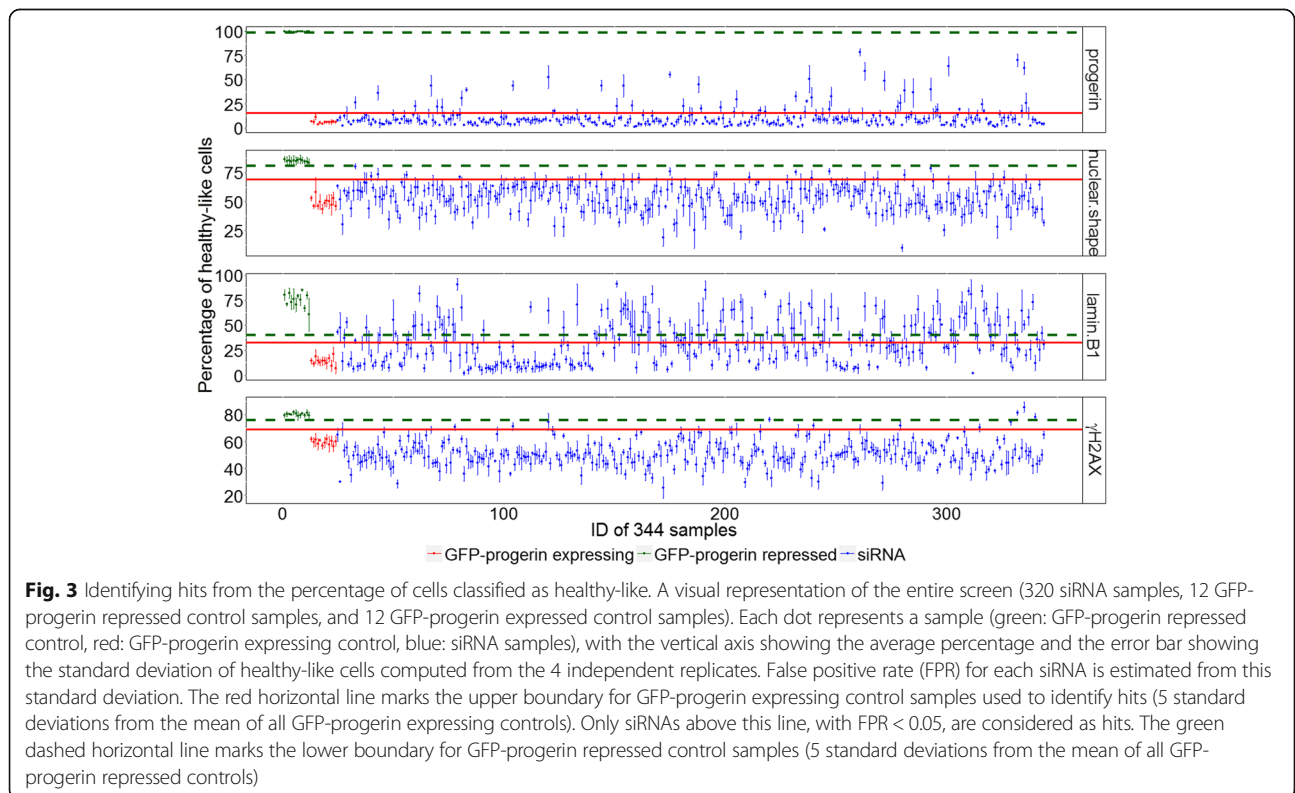 100
75
50
25
0
progerin
75
50
25
nuclear shape
100
75
50
25
0
lamin.B1
80
60
40
20
γH2AX
Percentage of healthy-like cells
0 100 200 300
ID of 344 samples
GFP-progerin expressing GFP-progerin repressed siRNA
Fig. 3 Identifying hits from the percentage of cells classified as healthy-like. A visual representation of the entire screen (320 siRNA samples, 12 GFP-
progerin repressed control samples, and 12 GFP-progerin expressed control samples). Each dot represents a sample (green: GFP-progerin repressed
control, red: GFP-progerin expressing control, blue: siRNA samples), with the vertical axis showing the average percentage and the error bar showing
the standard deviation of healthy-like cells computed from the 4 independent replicates. False positive rate (FPR) for each siRNA is estimated from this
standard deviation. The red horizontal line marks the upper boundary for GFP-progerin expressing control samples used to identify hits (5 standard
deviations from the mean of all GFP-progerin expressing controls). Only siRNAs above this line, with FPR < 0.05, are considered as hits. The green
dashed horizontal line marks the lower boundary for GFP-progerin repressed control samples (5 standard deviations from the mean of all GFP-
progerin repressed controls)